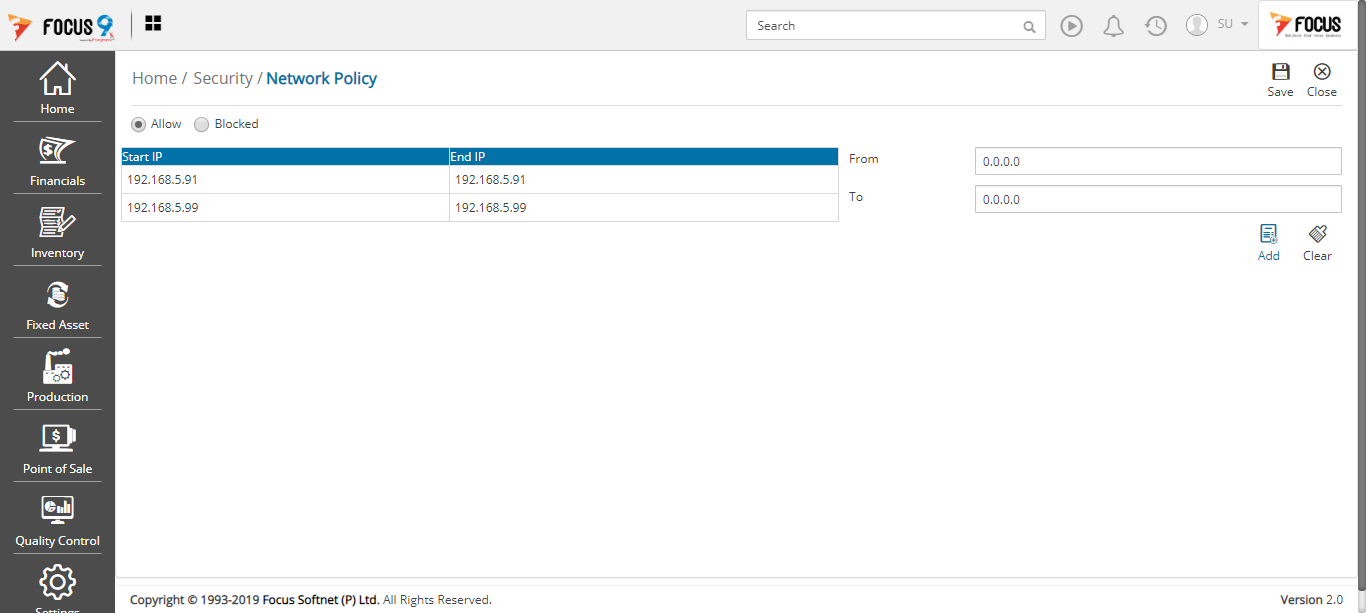 FOCUS 9
Search
SU
FOCUS
Home / Security / Network Policy
Save
Close
Allow
Blocked
Start IP
End IP
192.168.5.91
192.168.5.91
192.168.5.99
192.168.5.99
From
0.0.0.0
To
0.0.0.0
Add
Clear
Home
Financials
Inventory
Fixed Asset
Production
Point of Sale
Quality Control
Settings
Copyright © 1993-2019 Focus Softnet (P) Ltd. All Rights Reserved.
Version 2.0